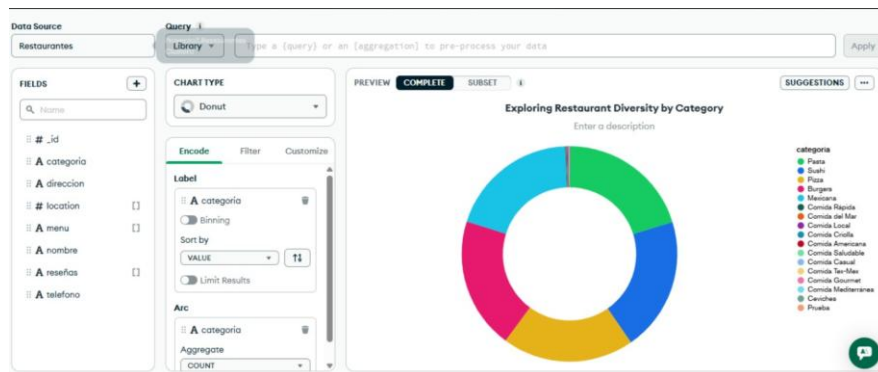 Data Source
Restaurantes
Query i
Library
Type a {query} or an [aggregation] to pre-process your data
Apply
FIELDS
+
Name
# _id
A categoria
A direccion
# location []
A menu []
A nombre
A reseñas []
A telefono
CHART TYPE
Donut
Encode Filter Customize
Label
A categoria
Binning
Sort by
VALUE
Limit Results
Arc
A categoria
Aggregate
COUNT
PREVIEW COMPLETE SUBSET i
SUGGESTIONS ...
Exploring Restaurant Diversity by Category
Enter a description
categoria
Pasta
Sushi
Pizza
Burgers
Mexicana
Comida Rápida
Comida del Mar
Comida Local
Comida Criolla
Comida Americana
Comida Saludable
Comida Casual
Comida Tex-Mex
Comida Gourmet
Comida Mediterránea
Ceviches
Prueba